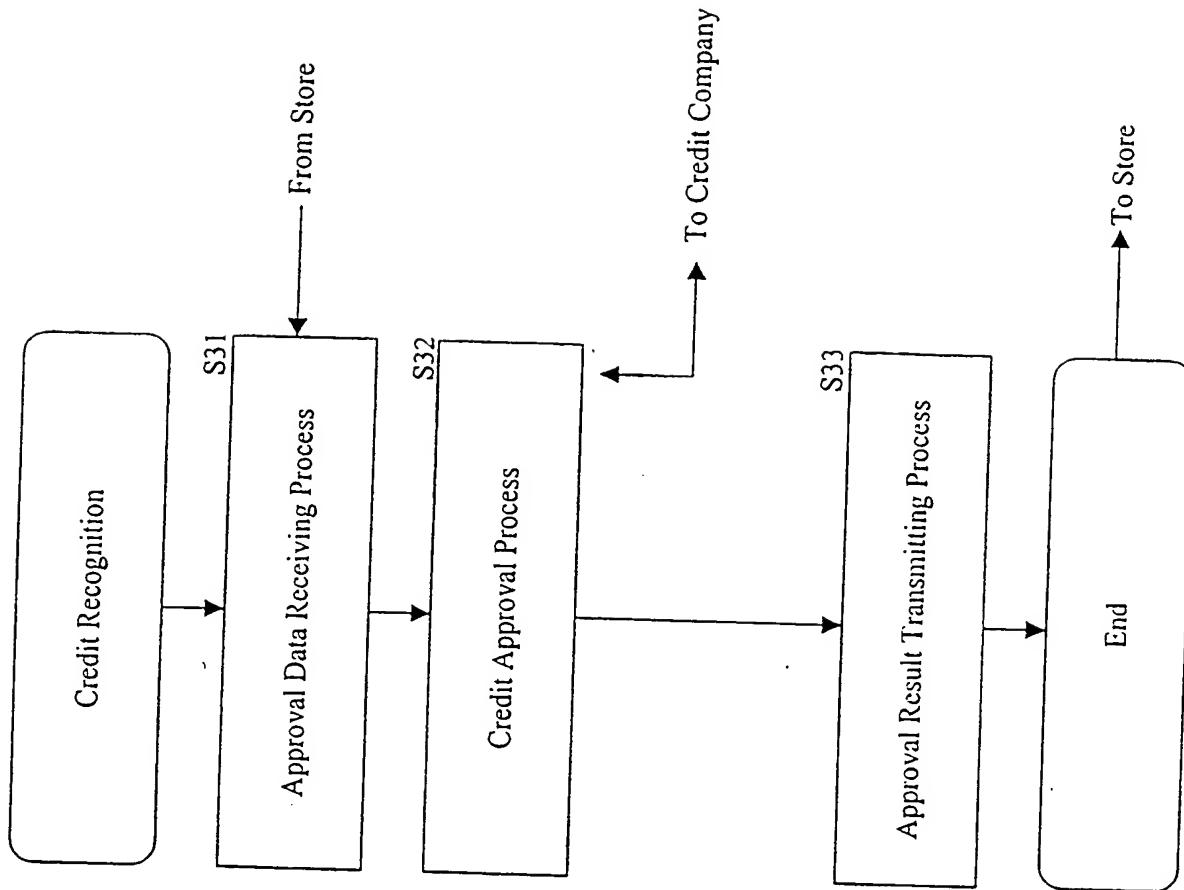 Credit Recognition
S31
Approval Data Receiving Process
From Store
S32
Credit Approval Process
To Credit Company
S33
Approval Result Transmitting Process
End
To Store